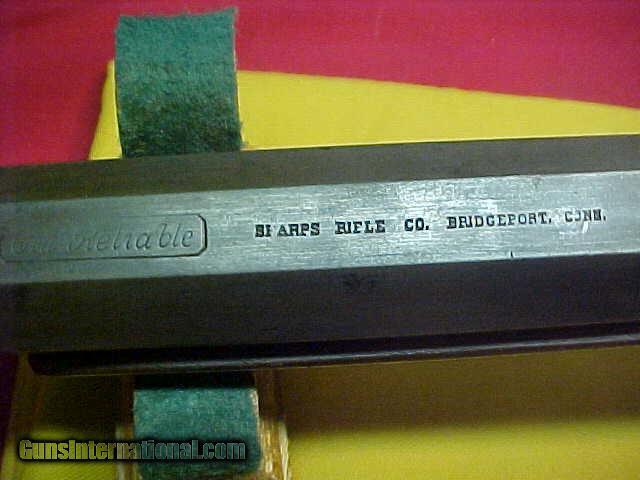 Reliable
SHARPS RIFLE CO. BRIDGEPORT, CONN.
GunsInternational.com